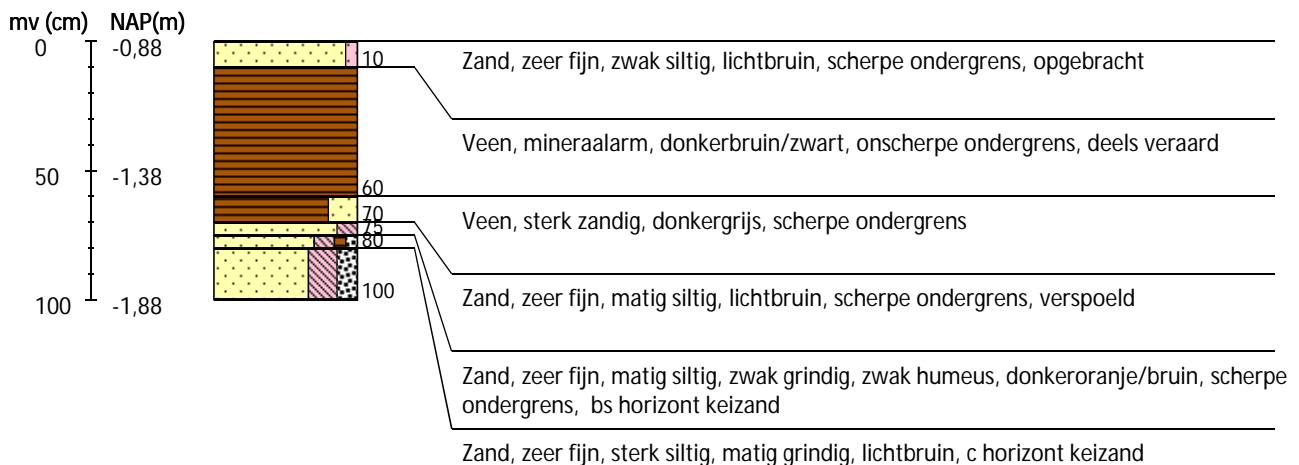 mv (cm) NAP(m)
0 -0,88
10
Zand, zeer fijn, zwak siltig, lichtbruin, scherpe ondergrens, opgebracht
Veen, mineraalarm, donkerbruin/zwart, onscherpe ondergrens, deels veraard
50 -1,38
60
70
Veen, sterk zandig, donkergrijs, scherpe ondergrens
75
80
100
100 -1,88
Zand, zeer fijn, matig siltig, lichtbruin, scherpe ondergrens, verspoeld
Zand, zeer fijn, matig siltig, zwak grindig, zwak humeus, donkeroranje/bruin, scherpe
ondergrens, bs horizont keizand
Zand, zeer fijn, sterk siltig, matig grindig, lichtbruin, c horizont keizand